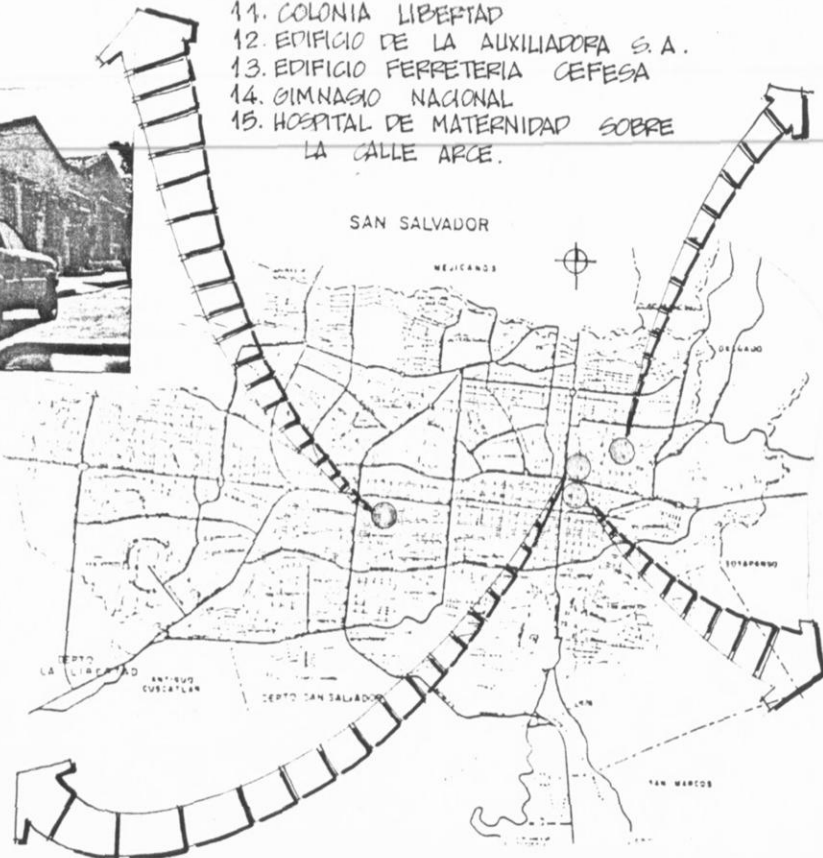 11. COLONIA LIBERTAD
12. EDIFICIO DE LA AUXILIADORA S.A.
13. EDIFICIO FERRETERIA CEFESA
14. GIMNASIO NACIONAL
15. HOSPITAL DE MATERNIDAD SOBRE
LA CALLE ARCE.
SAN SALVADOR
MEJICANOS
DELGADO
SOYAPANGO
DEPTO
LA LIBERTAD
ANTIGUO
CUSCATLAN
DEPTO SAN SALVADOR
SAN MARCOS